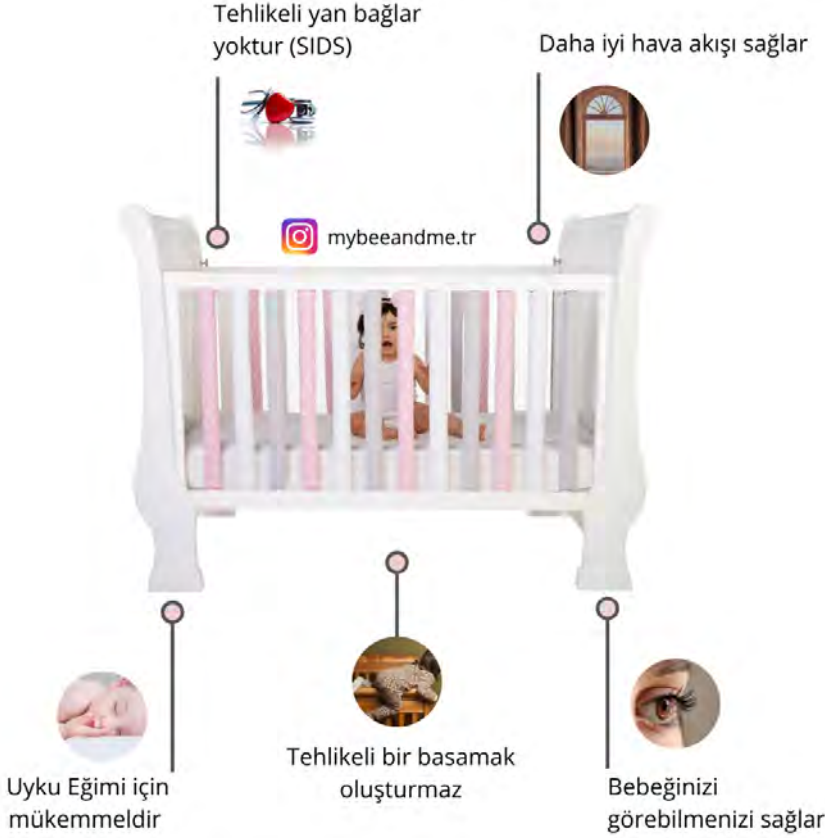 Tehlikeli yan bağlar
yoktur (SIDS)
Daha iyi hava akışı sağlar
mybeeandme.tr
Uyku Eğimi için
mükemmeldir
Tehlikeli bir basamak
oluşturmaz
Bebeğinizi
görebilmenizi sağlar